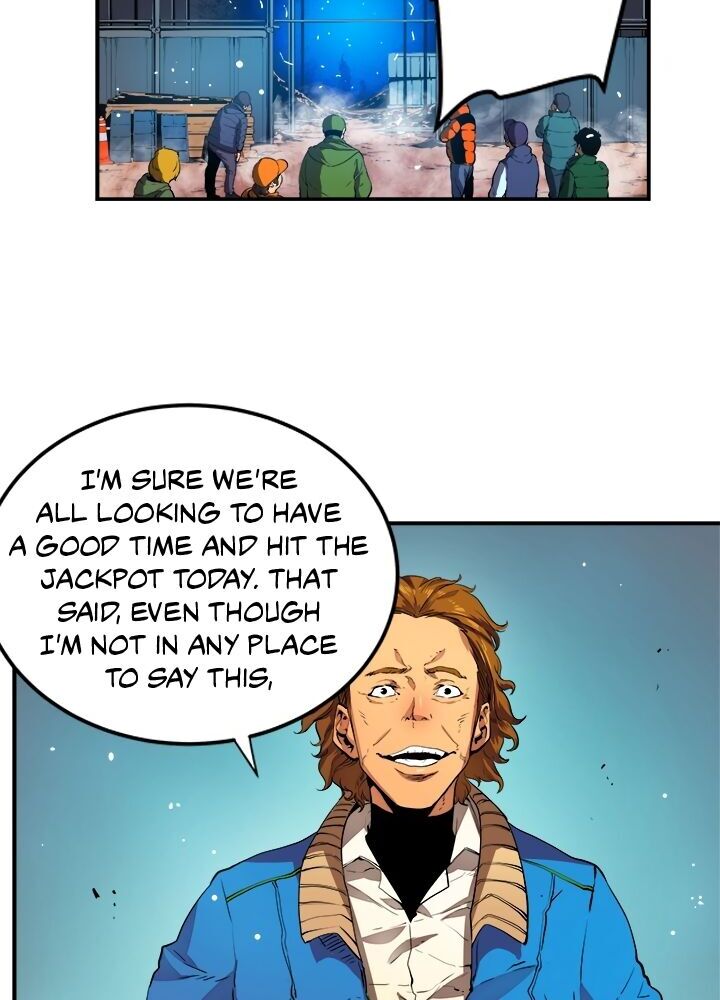 I'M SURE WE'RE
ALL LOOKING TO HAVE
A GOOD TIME AND HIT THE
JACKPOT TODAY. THAT
SAID, EVEN THOUGH
I'M NOT IN ANY PLACE
TO SAY THIS,